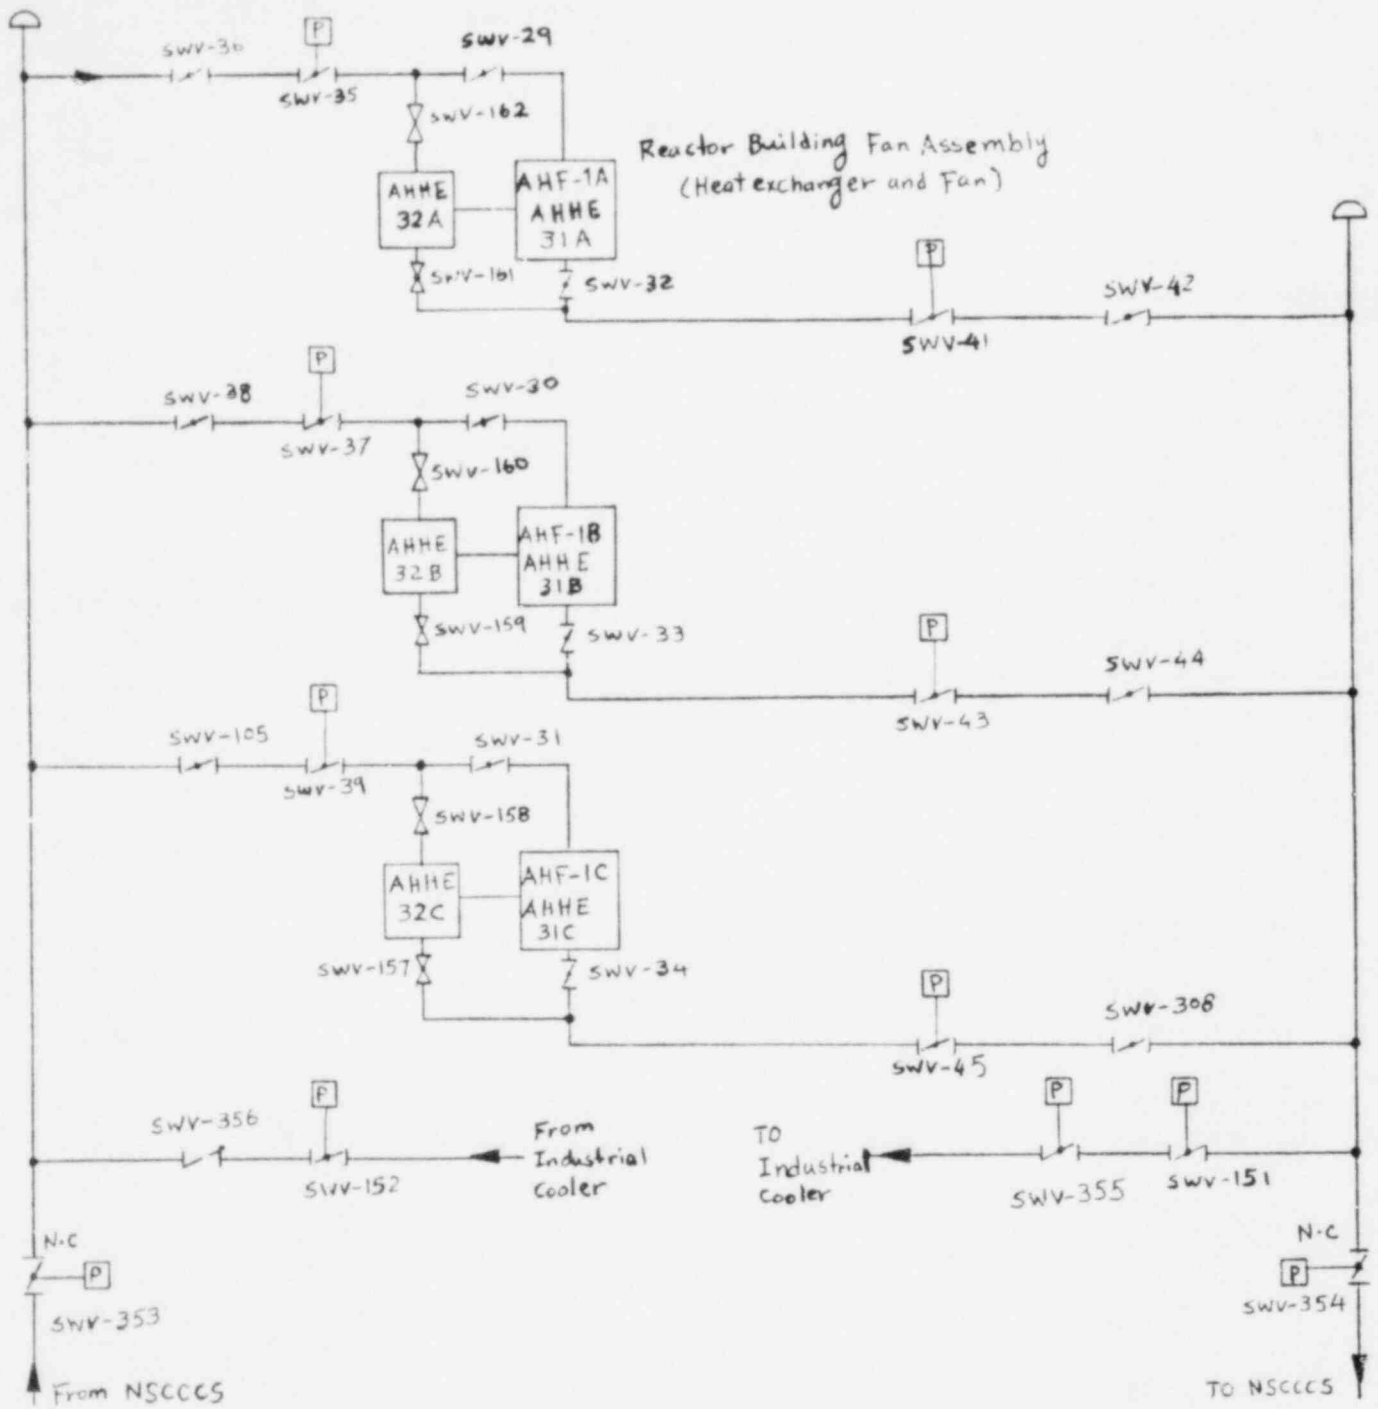 P
SWV-36
SWV-29
SWV-35
SWV-162
Reactor Building Fan Assembly
(Heat exchanger and Fan)
AHHE
32A
AHF-1A
AHHE
31A
SWV-161
SWV-32
P
SWV-42
SWV-41
P
SWV-38
SWV-30
SWV-37
SWV-160
AHHE
32B
AHF-1B
AHHE
31B
SWV-159
SWV-33
P
SWV-44
SWV-43
P
SWV-105
SWV-31
SWV-39
SWV-158
AHHE
32C
AHF-1C
AHHE
31C
SWV-157
SWV-34
P
SWV-308
SWV-45
P
P
P
SWV-356
From
Industrial
Cooler
TO
Industrial
Cooler
SWV-152
SWV-355
SWV-151
N.C
P
SWV-353
N.C
P
SWV-354
From NSCCCS
TO NSCCCS